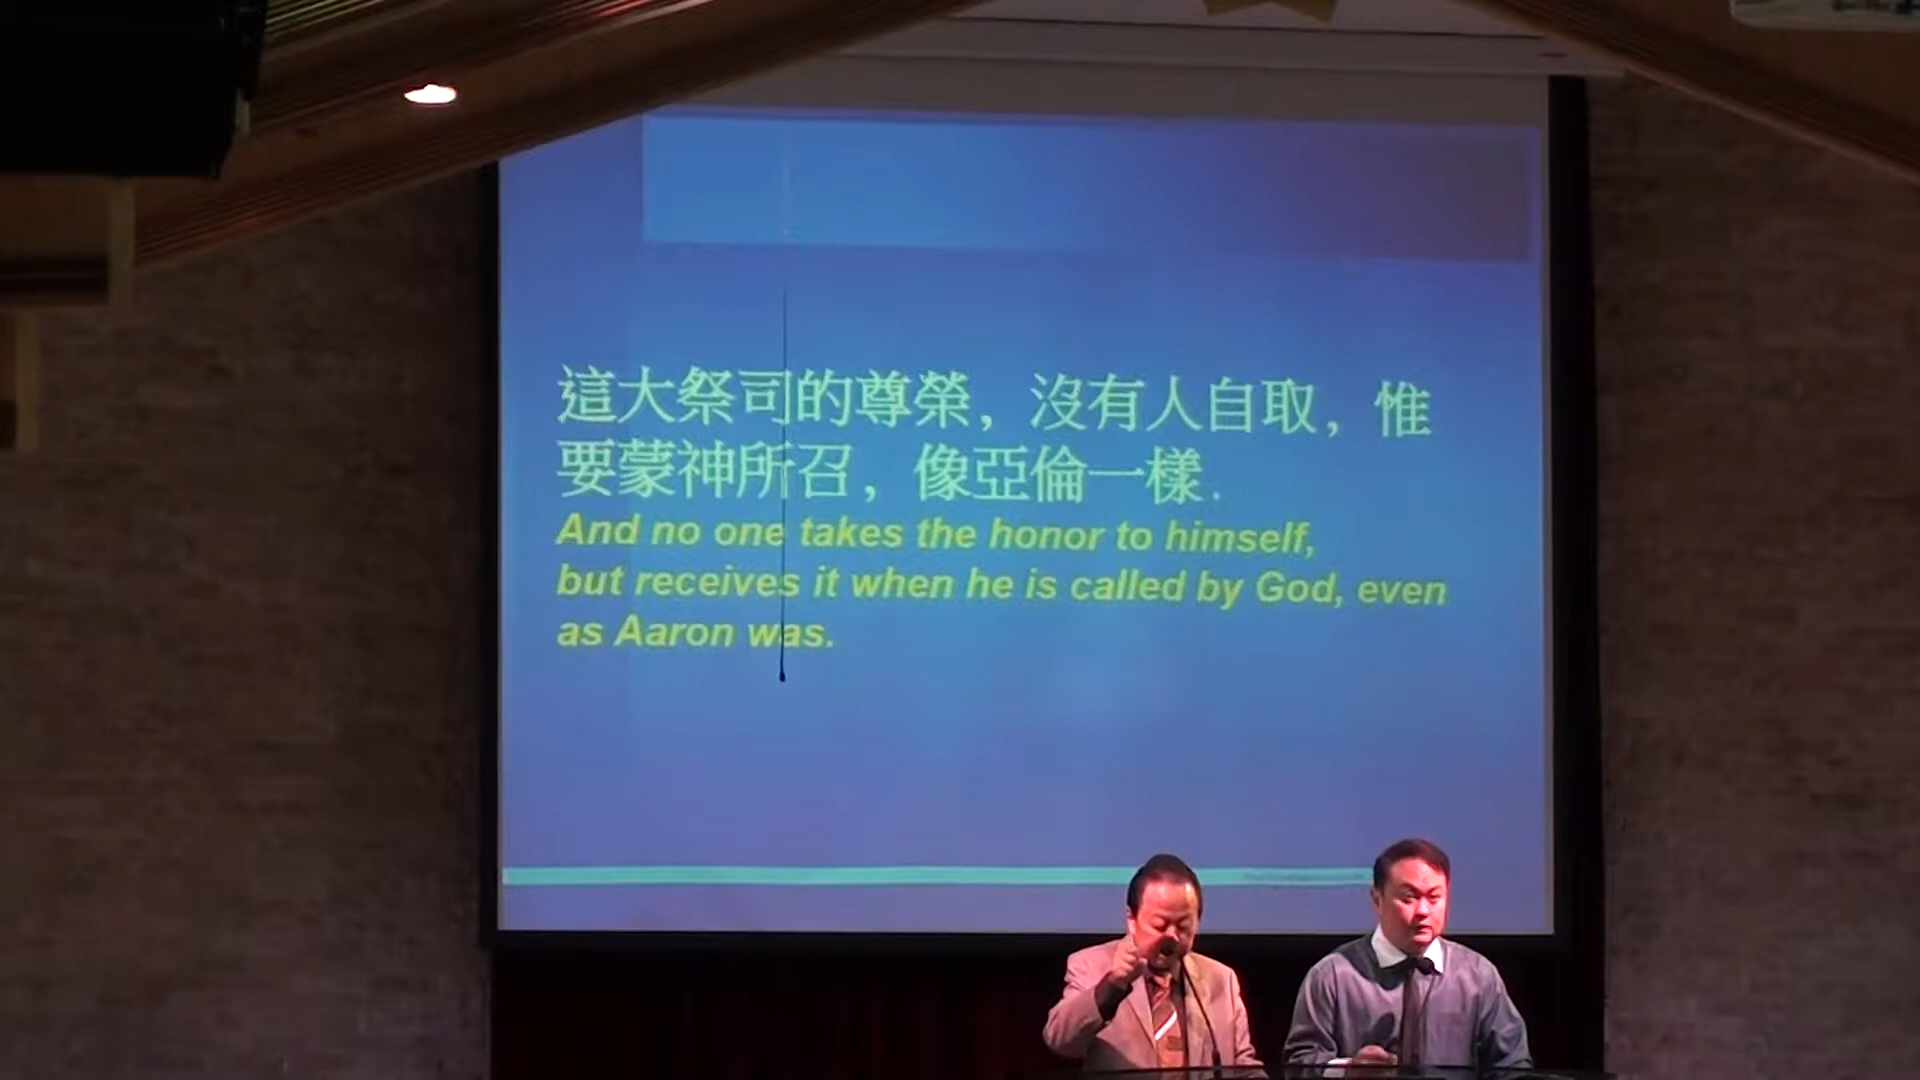 這大祭司的尊榮，沒有人自取，惟
要蒙神所召，像亞倫一樣.
And no one takes the honor to himself,
but receives it when he is called by God, even
as Aaron was.